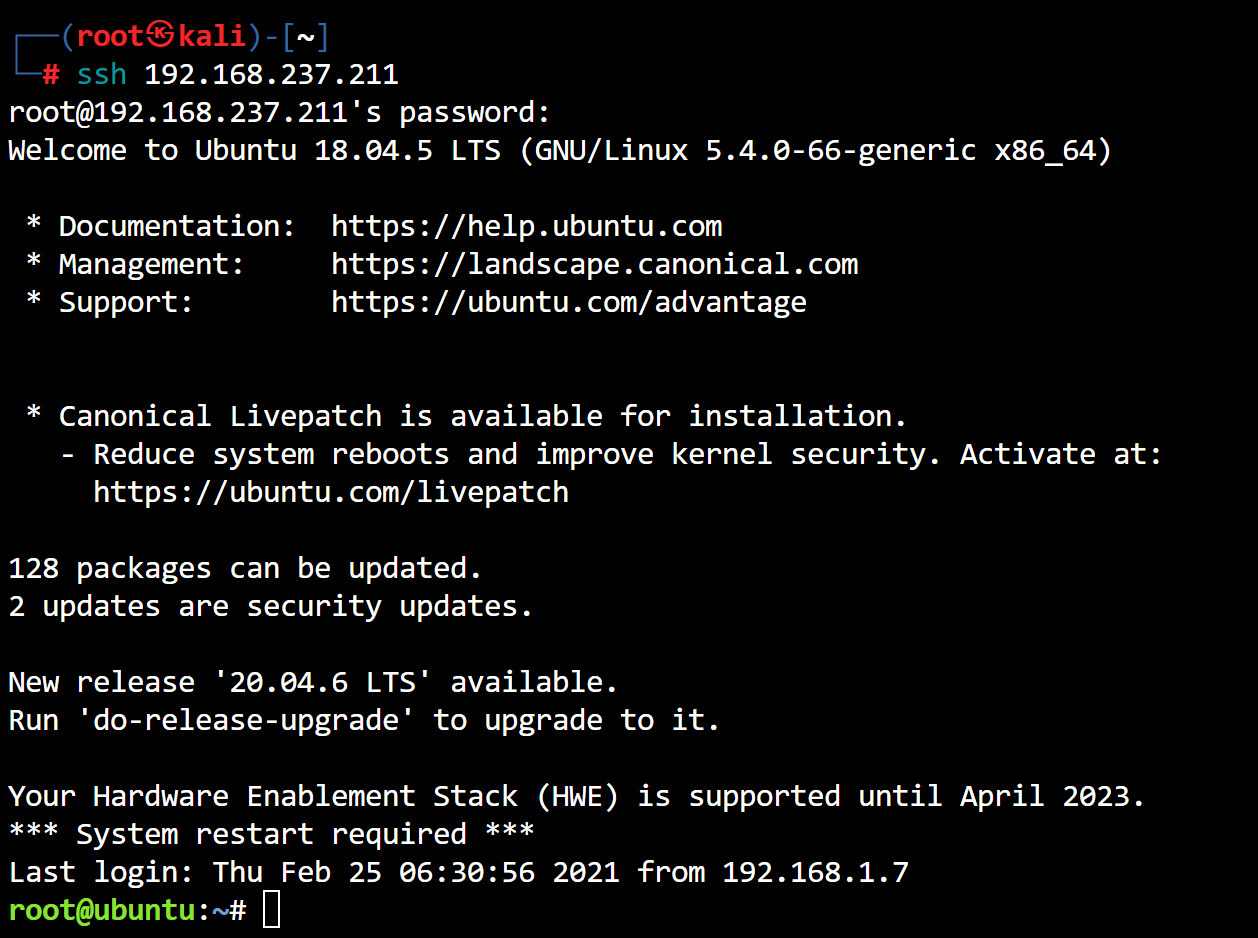 ┌──(root㉿kali)-[~]
└─# ssh 192.168.237.211
root@192.168.237.211's password:
Welcome to Ubuntu 18.04.5 LTS (GNU/Linux 5.4.0-66-generic x86_64)

 * Documentation:  https://help.ubuntu.com
 * Management:     https://landscape.canonical.com
 * Support:        https://ubuntu.com/advantage


 * Canonical Livepatch is available for installation.
   - Reduce system reboots and improve kernel security. Activate at:
     https://ubuntu.com/livepatch

128 packages can be updated.
2 updates are security updates.

New release '20.04.6 LTS' available.
Run 'do-release-upgrade' to upgrade to it.

Your Hardware Enablement Stack (HWE) is supported until April 2023.
*** System restart required ***
Last login: Thu Feb 25 06:30:56 2021 from 192.168.1.7
root@ubuntu:~#